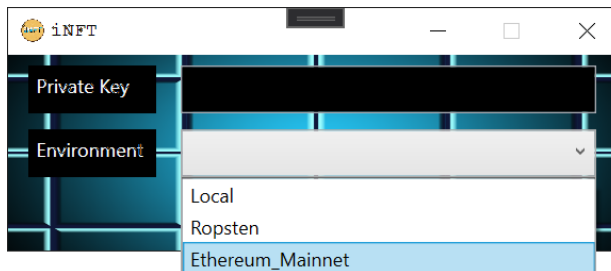 iNFT
Private Key
Environment
Local
Ropsten
Ethereum_Mainnet